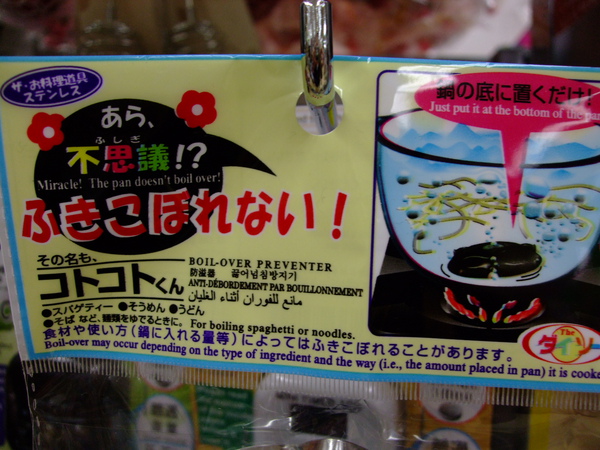 ザ・お料理道具
ステンレス
あら、
ふしぎ
不思議!?
Miracle! The pan doesn't boil over!
ふきこぼれない!
その名も、
コトコトくん
BOIL-OVER PREVENTER
防溢器 끓어넘침방지기
ANTI-DÉBORDEMENT PAR BOUILLONNEMENT
مانع للفوران أثناء الغليان
●スパゲティー ●そうめん ●うどん
●そば など、麺類をゆでるときに。 For boiling spaghetti or noodles.
食材や使い方(鍋に入れる量等)によってはふきこぼれることがあります。
Boil-over may occur depending on the type of ingredient and the way (i.e., the amount placed in pan) it is cooke
鍋の底に置くだけ!
Just put it at the bottom of the pan
The
ダイソー